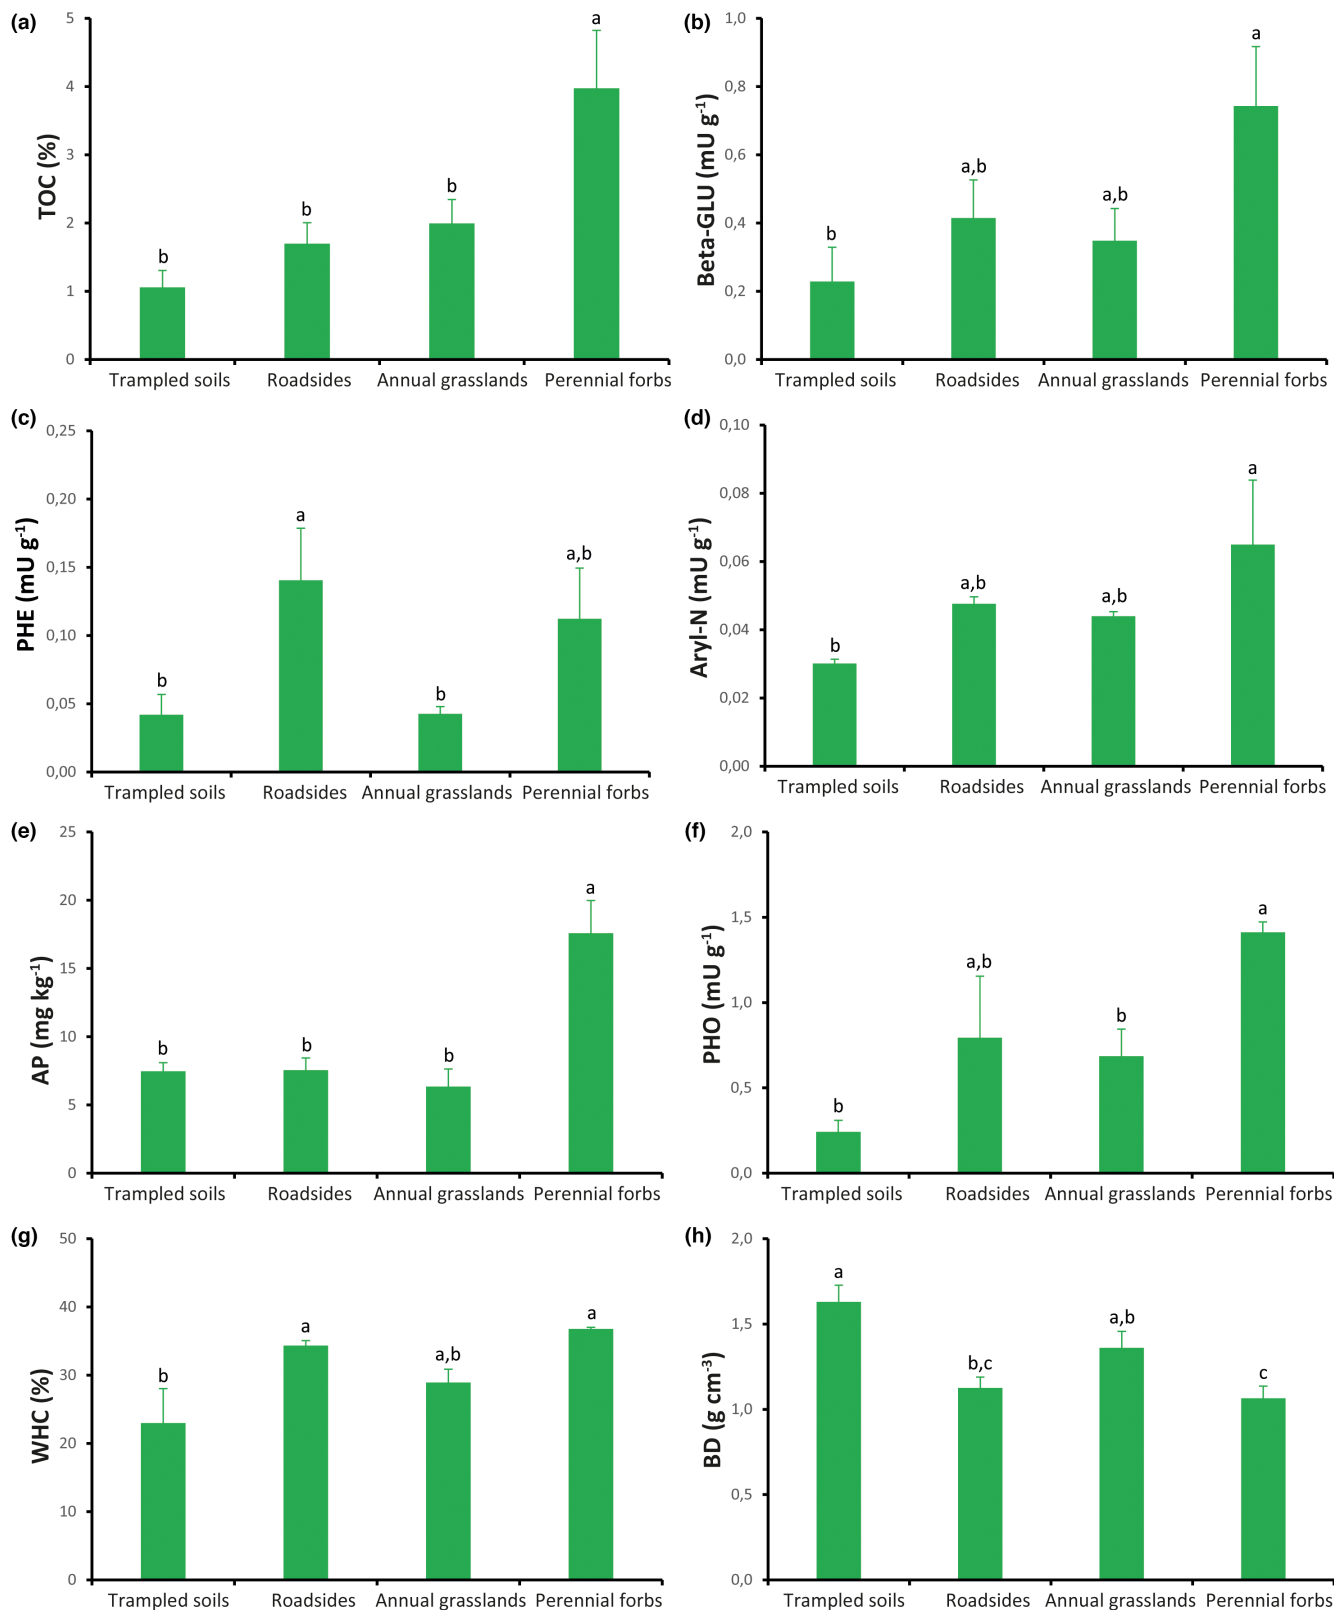 (a)
TOC (%)
5
4
3
2
1
0
b
b
b
a
Trampled soils Roadsides Annual grasslands Perennial forbs
(b)
Beta-GLU (mU g-1)
1,0
0,8
0,6
0,4
0,2
0,0
b
a,b
a,b
a
Trampled soils Roadsides Annual grasslands Perennial forbs
(c)
PHE (mU g-1)
0,25
0,20
0,15
0,10
0,05
0,00
b
a
b
a,b
Trampled soils Roadsides Annual grasslands Perennial forbs
(d)
Aryl-N (mU g-1)
0,10
0,08
0,06
0,04
0,02
0,00
b
a,b
a,b
a
Trampled soils Roadsides Annual grasslands Perennial forbs
(e)
AP (mg kg-1)
25
20
15
10
5
0
b
b
b
a
Trampled soils Roadsides Annual grasslands Perennial forbs
(f)
PHO (mU g-1)
2,0
1,5
1,0
0,5
0,0
b
a,b
b
a
Trampled soils Roadsides Annual grasslands Perennial forbs
(g)
WHC (%)
50
40
30
20
10
0
b
a
a,b
a
Trampled soils Roadsides Annual grasslands Perennial forbs
(h)
BD (g cm-3)
2,0
1,5
1,0
0,5
0,0
a
b,c
a,b
c
Trampled soils Roadsides Annual grasslands Perennial forbs